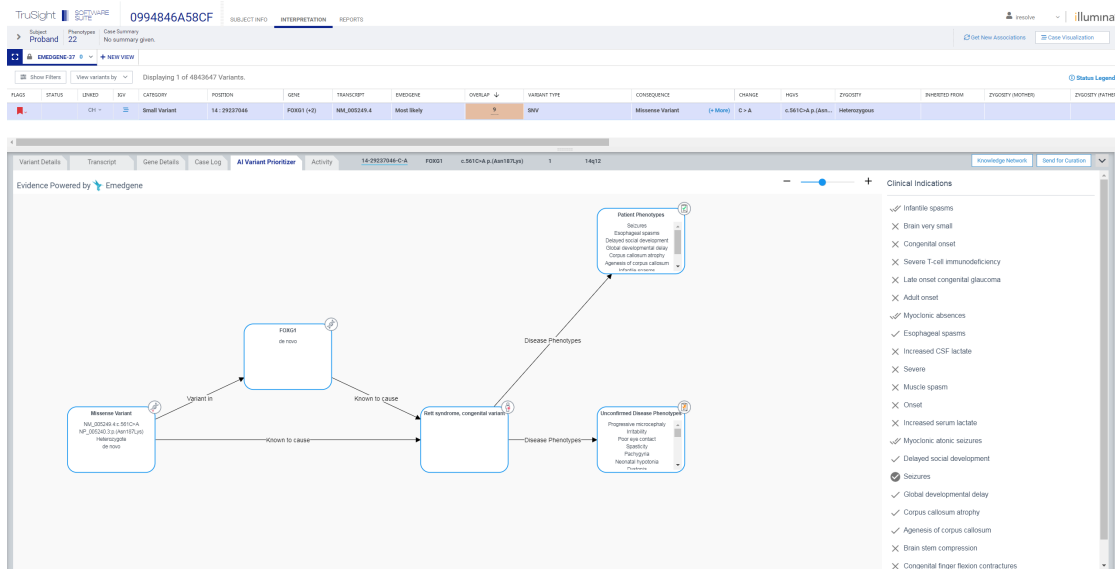 TruSight SOFTWARE SUITE 0994846A58CF SUBJECT INFO INTERPRETATION REPORTS iresolve illumina
Subject Proband Phenotypes 22 Case Summary No summary given. Get New Associations Case Visualization
EMEDGENE-37 0 + NEW VIEW
Show Filters View variants by Displaying 1 of 4843647 Variants. Status Legend
FLAGS STATUS LINKED IGV CATEGORY POSITION GENE TRANSCRIPT EMEDGENE OVERLAP VARIANT TYPE CONSEQUENCE CHANGE HGVS ZYGOSITY INHERITED FROM ZYGOSITY (MOTHER) ZYGOSITY (FATHER
CH Small Variant 14 : 29237046 FOXG1 (+2) NM_005249.4 Most likely 9 SNV Missense Variant (+ More) C > A c.561C>A p.(Asn... Heterozygous
Variant Details Transcript Gene Details Case Log AI Variant Prioritizer Activity 14-29237046-C-A FOXG1 c.561C>A p.(Asn187Lys) 1 14q12 Knowledge Network Send for Curation
Evidence Powered by Emedgene
− +
Patient Phenotypes
Seizures
Esophageal spasms
Delayed social development
Global developmental delay
Corpus callosum atrophy
Agenesis of corpus callosum
Infantile spasms
Disease Phenotypes
FOXG1
de novo
Variant in
Known to cause
Missense Variant
NM_005249.4:c.561C>A
NP_005240.3:p.(Asn187Lys)
Heterozygote
de novo
Known to cause
Rett syndrome, congenital variant
Disease Phenotypes
Unconfirmed Disease Phenotypes
Progressive microcephaly
Irritability
Poor eye contact
Spasticity
Pachygyria
Neonatal hypotonia
Dystonia
Clinical Indications
Infantile spasms
Brain very small
Congenital onset
Severe T-cell immunodeficiency
Late onset congenital glaucoma
Adult onset
Myoclonic absences
Esophageal spasms
Increased CSF lactate
Severe
Muscle spasm
Onset
Increased serum lactate
Myoclonic atonic seizures
Delayed social development
Seizures
Global developmental delay
Corpus callosum atrophy
Agenesis of corpus callosum
Brain stem compression
Congenital finger flexion contractures